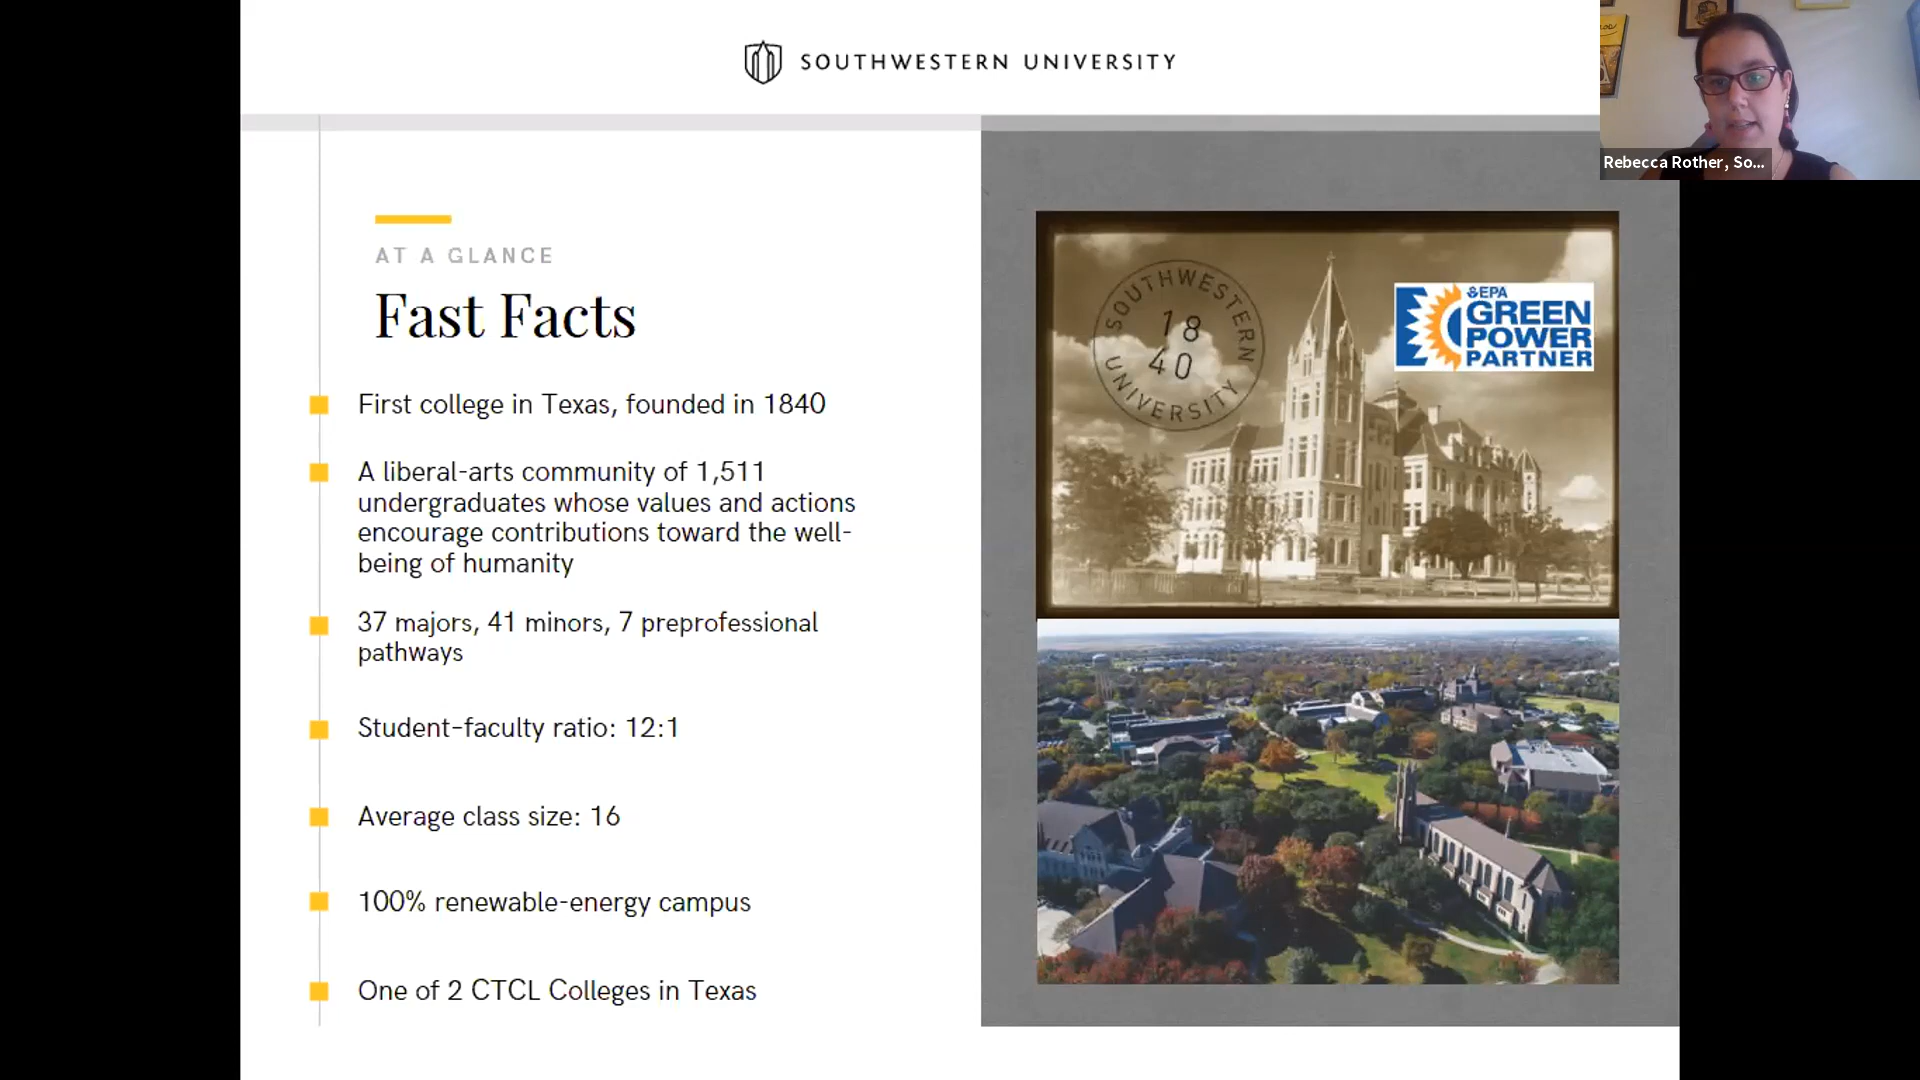 SOUTHWESTERN UNIVERSITY
Rebecca Rother, So...
AT A GLANCE
Fast Facts
First college in Texas, founded in 1840
A liberal-arts community of 1,511
undergraduates whose values and actions
encourage contributions toward the well-
being of humanity
37 majors, 41 minors, 7 preprofessional
pathways
Student-faculty ratio: 12:1
Average class size: 16
100% renewable-energy campus
One of 2 CTCL Colleges in Texas
SOUTHWESTERN
18
40
UNIVERSITY
EPA
GREEN
POWER
PARTNER